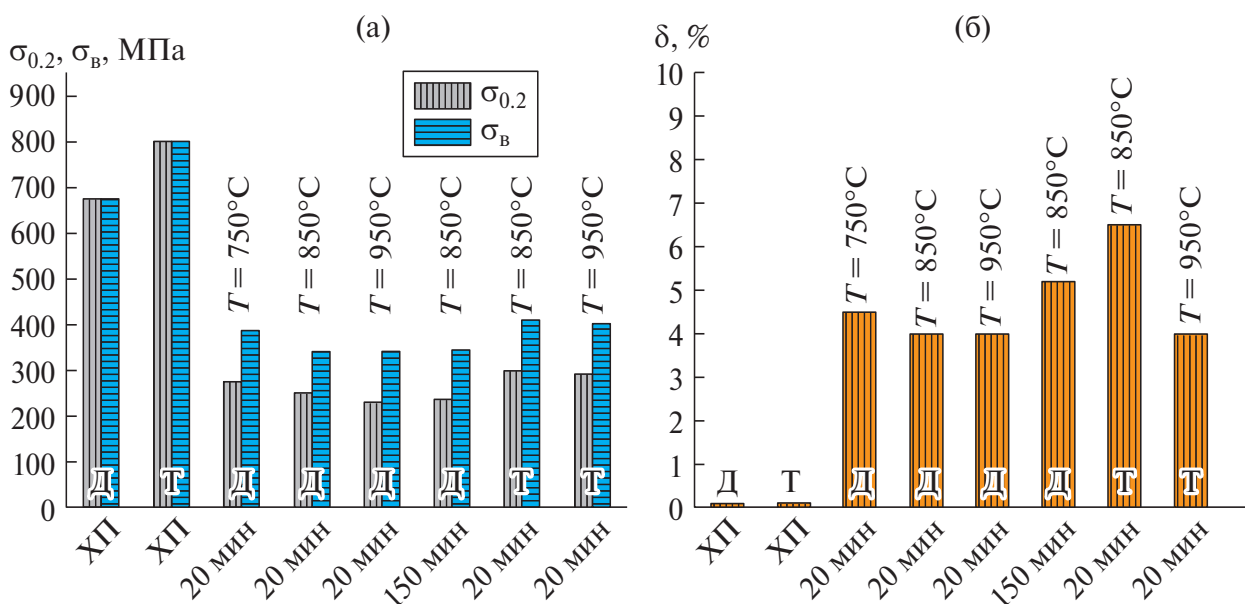 (а)
σ0.2, σв, МПа
900
800
700
600
500
400
300
200
100
0
σ0.2
σв
T = 750°C
T = 850°C
T = 950°C
T = 850°C
T = 850°C
T = 950°C
Д
Т
Д
Д
Д
Д
Т
Т
ХП
ХП
20 мин
20 мин
20 мин
150 мин
20 мин
20 мин
(б)
δ, %
10
9
8
7
6
5
4
3
2
1
0
T = 750°C
T = 850°C
T = 950°C
T = 850°C
T = 850°C
T = 950°C
Д
Т
Д
Д
Д
Д
Т
Т
ХП
ХП
20 мин
20 мин
20 мин
150 мин
20 мин
20 мин